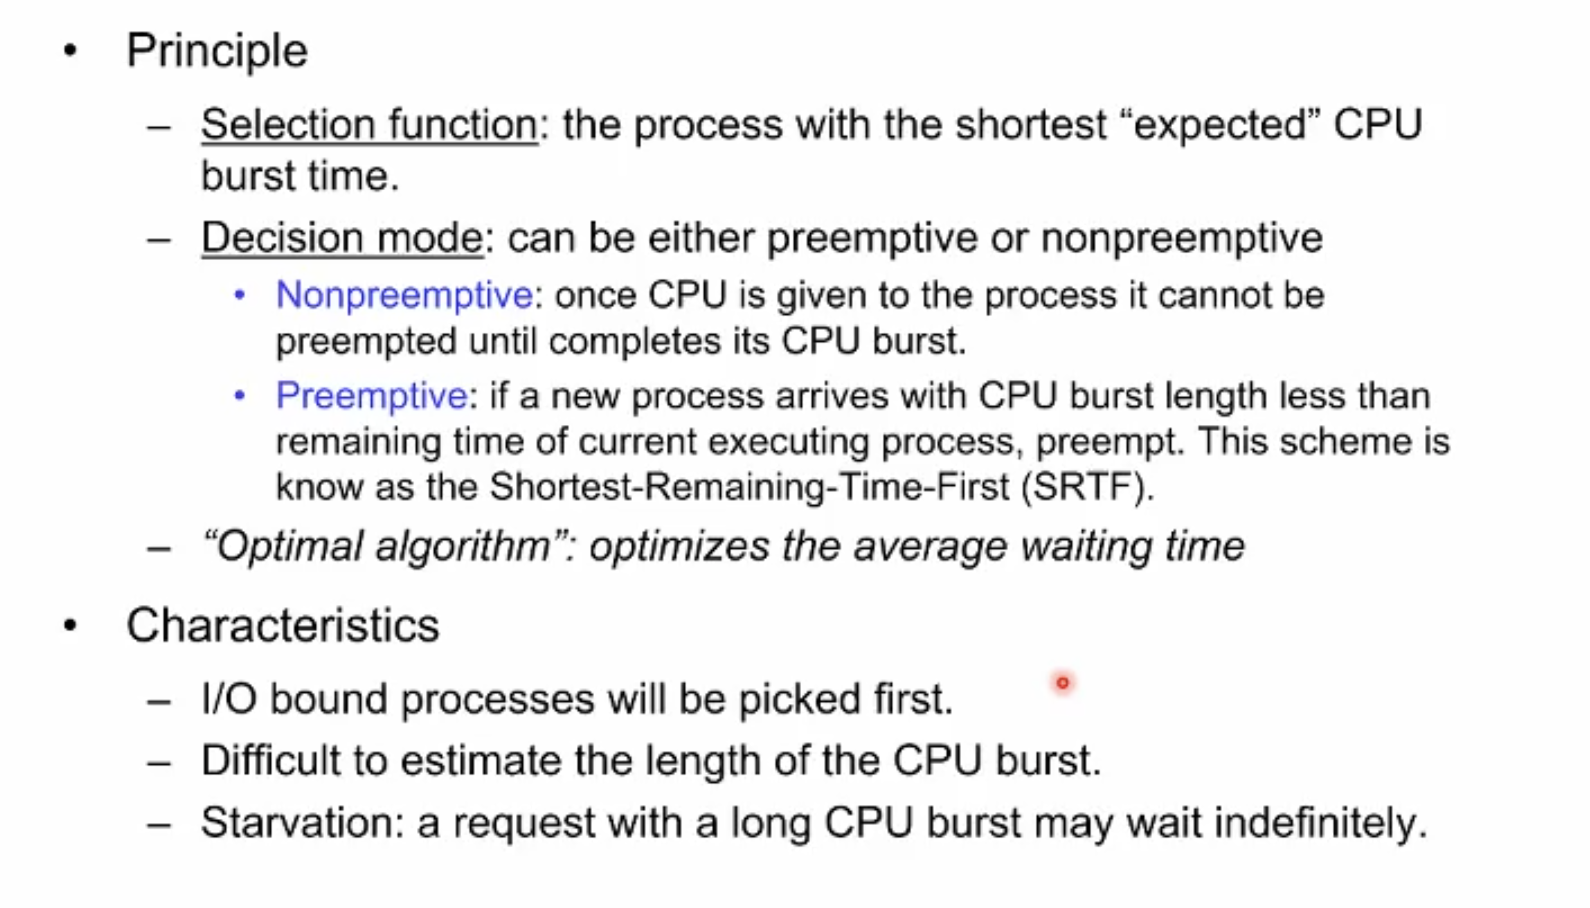 • Principle
– Selection function: the process with the shortest “expected” CPU
burst time.
– Decision mode: can be either preemptive or nonpreemptive
• Nonpreemptive: once CPU is given to the process it cannot be
preempted until completes its CPU burst.
• Preemptive: if a new process arrives with CPU burst length less than
remaining time of current executing process, preempt. This scheme is
know as the Shortest-Remaining-Time-First (SRTF).
– “Optimal algorithm”: optimizes the average waiting time
• Characteristics
– I/O bound processes will be picked first.
– Difficult to estimate the length of the CPU burst.
– Starvation: a request with a long CPU burst may wait indefinitely.